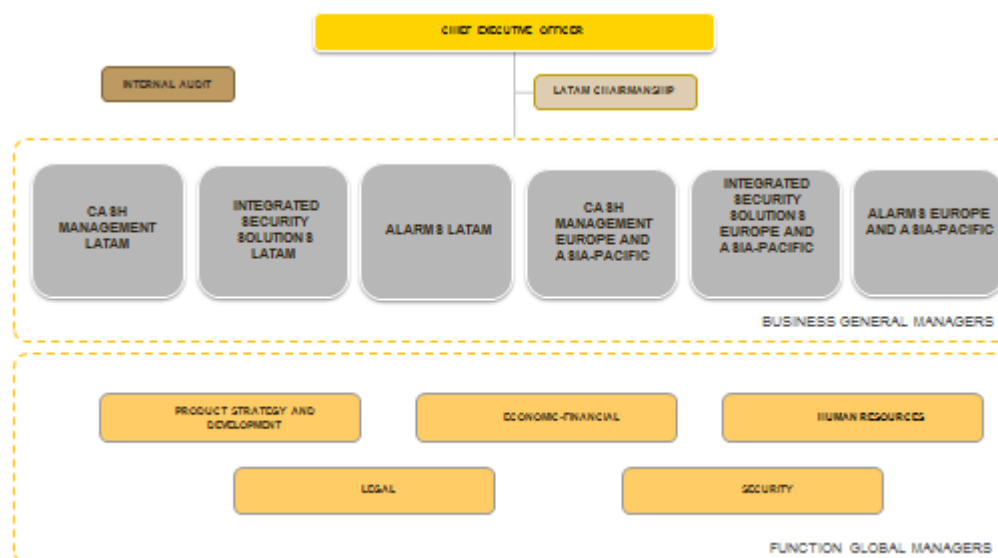 CHIEF EXECUTIVE OFFICER
INTERNAL AUDIT
LATAM CHAIRMANSHIP
CASH
MANAGEMENT
LATAM
INTEGRATED
SECURITY
SOLUTIONS
LATAM
ALARMS LATAM
CASH
MANAGEMENT
EUROPE AND
ASIA-PACIFIC
INTEGRATED
SECURITY
SOLUTIONS
EUROPE AND
ASIA-PACIFIC
ALARMS EUROPE
AND ASIA-PACIFIC
BUSINESS GENERAL MANAGERS
PRODUCT STRATEGY AND
DEVELOPMENT
ECONOMIC-FINANCIAL
HUMAN RESOURCES
LEGAL
SECURITY
FUNCTION GLOBAL MANAGERS